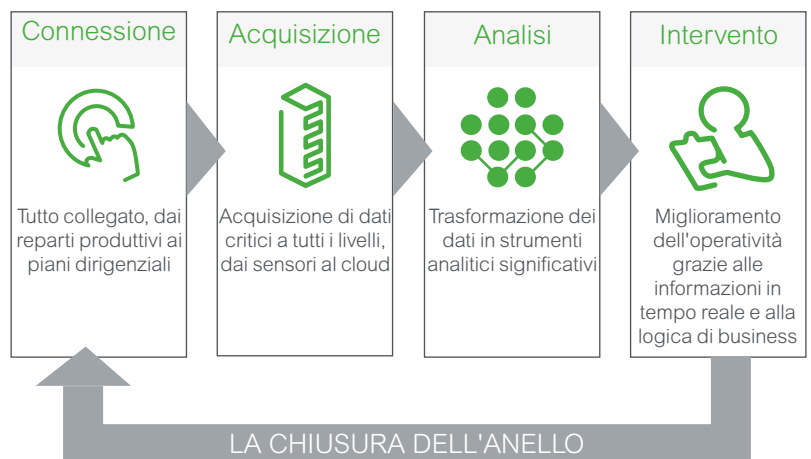 Connessione
Tutto collegato, dai
reparti produttivi ai
piani dirigenziali
Acquisizione
Acquisizione di dati
critici a tutti i livelli,
dai sensori al cloud
Analisi
Trasformazione dei
dati in strumenti
analitici significativi
Intervento
Miglioramento
dell'operatività
grazie alle
informazioni in
tempo reale e alla
logica di business
LA CHIUSURA DELL'ANELLO